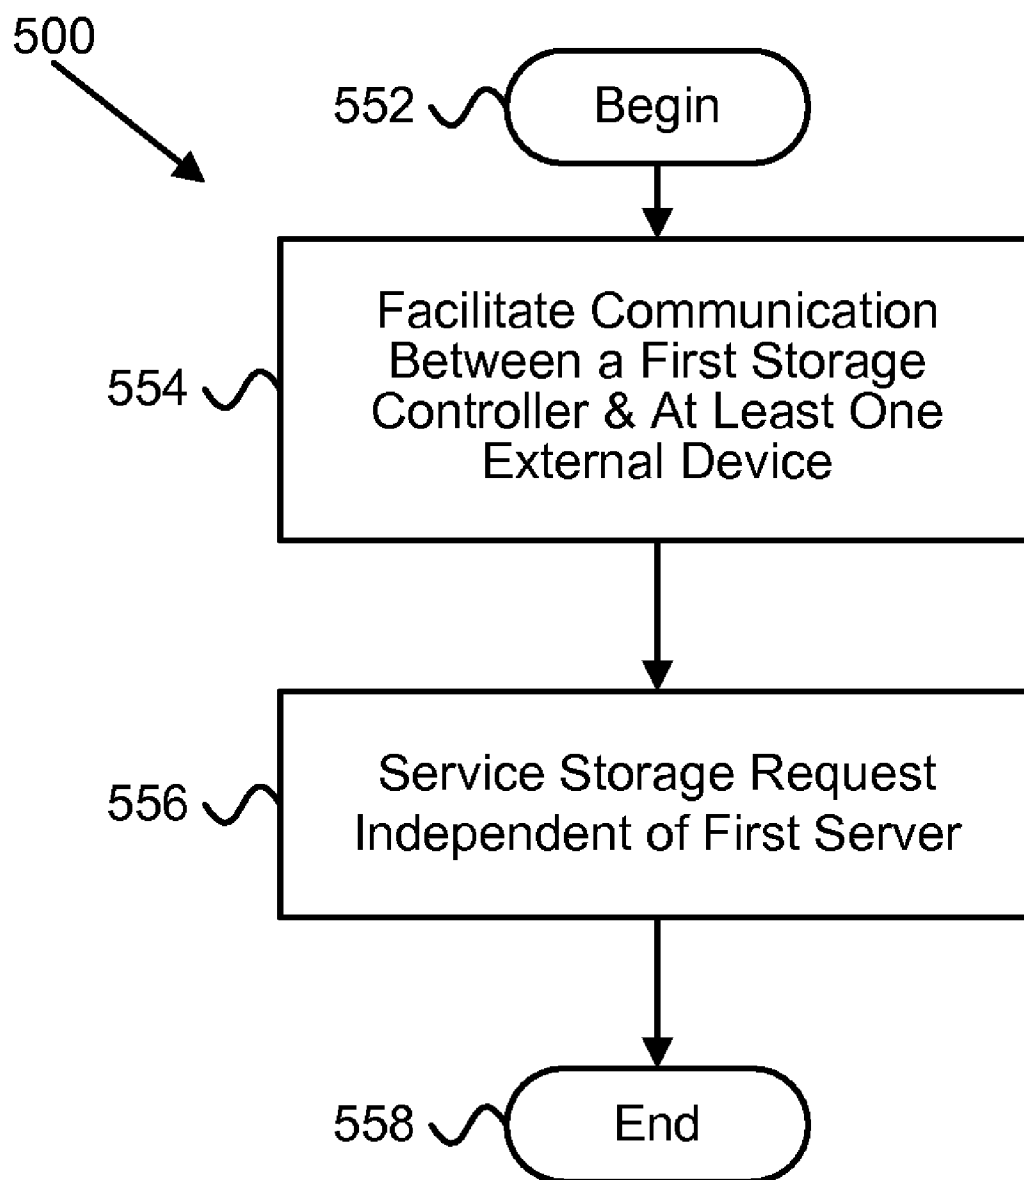 500
552
Begin
Facilitate Communication
Between a First Storage
Controller & At Least One
External Device
554
Service Storage Request
Independent of First Server
556
558
End